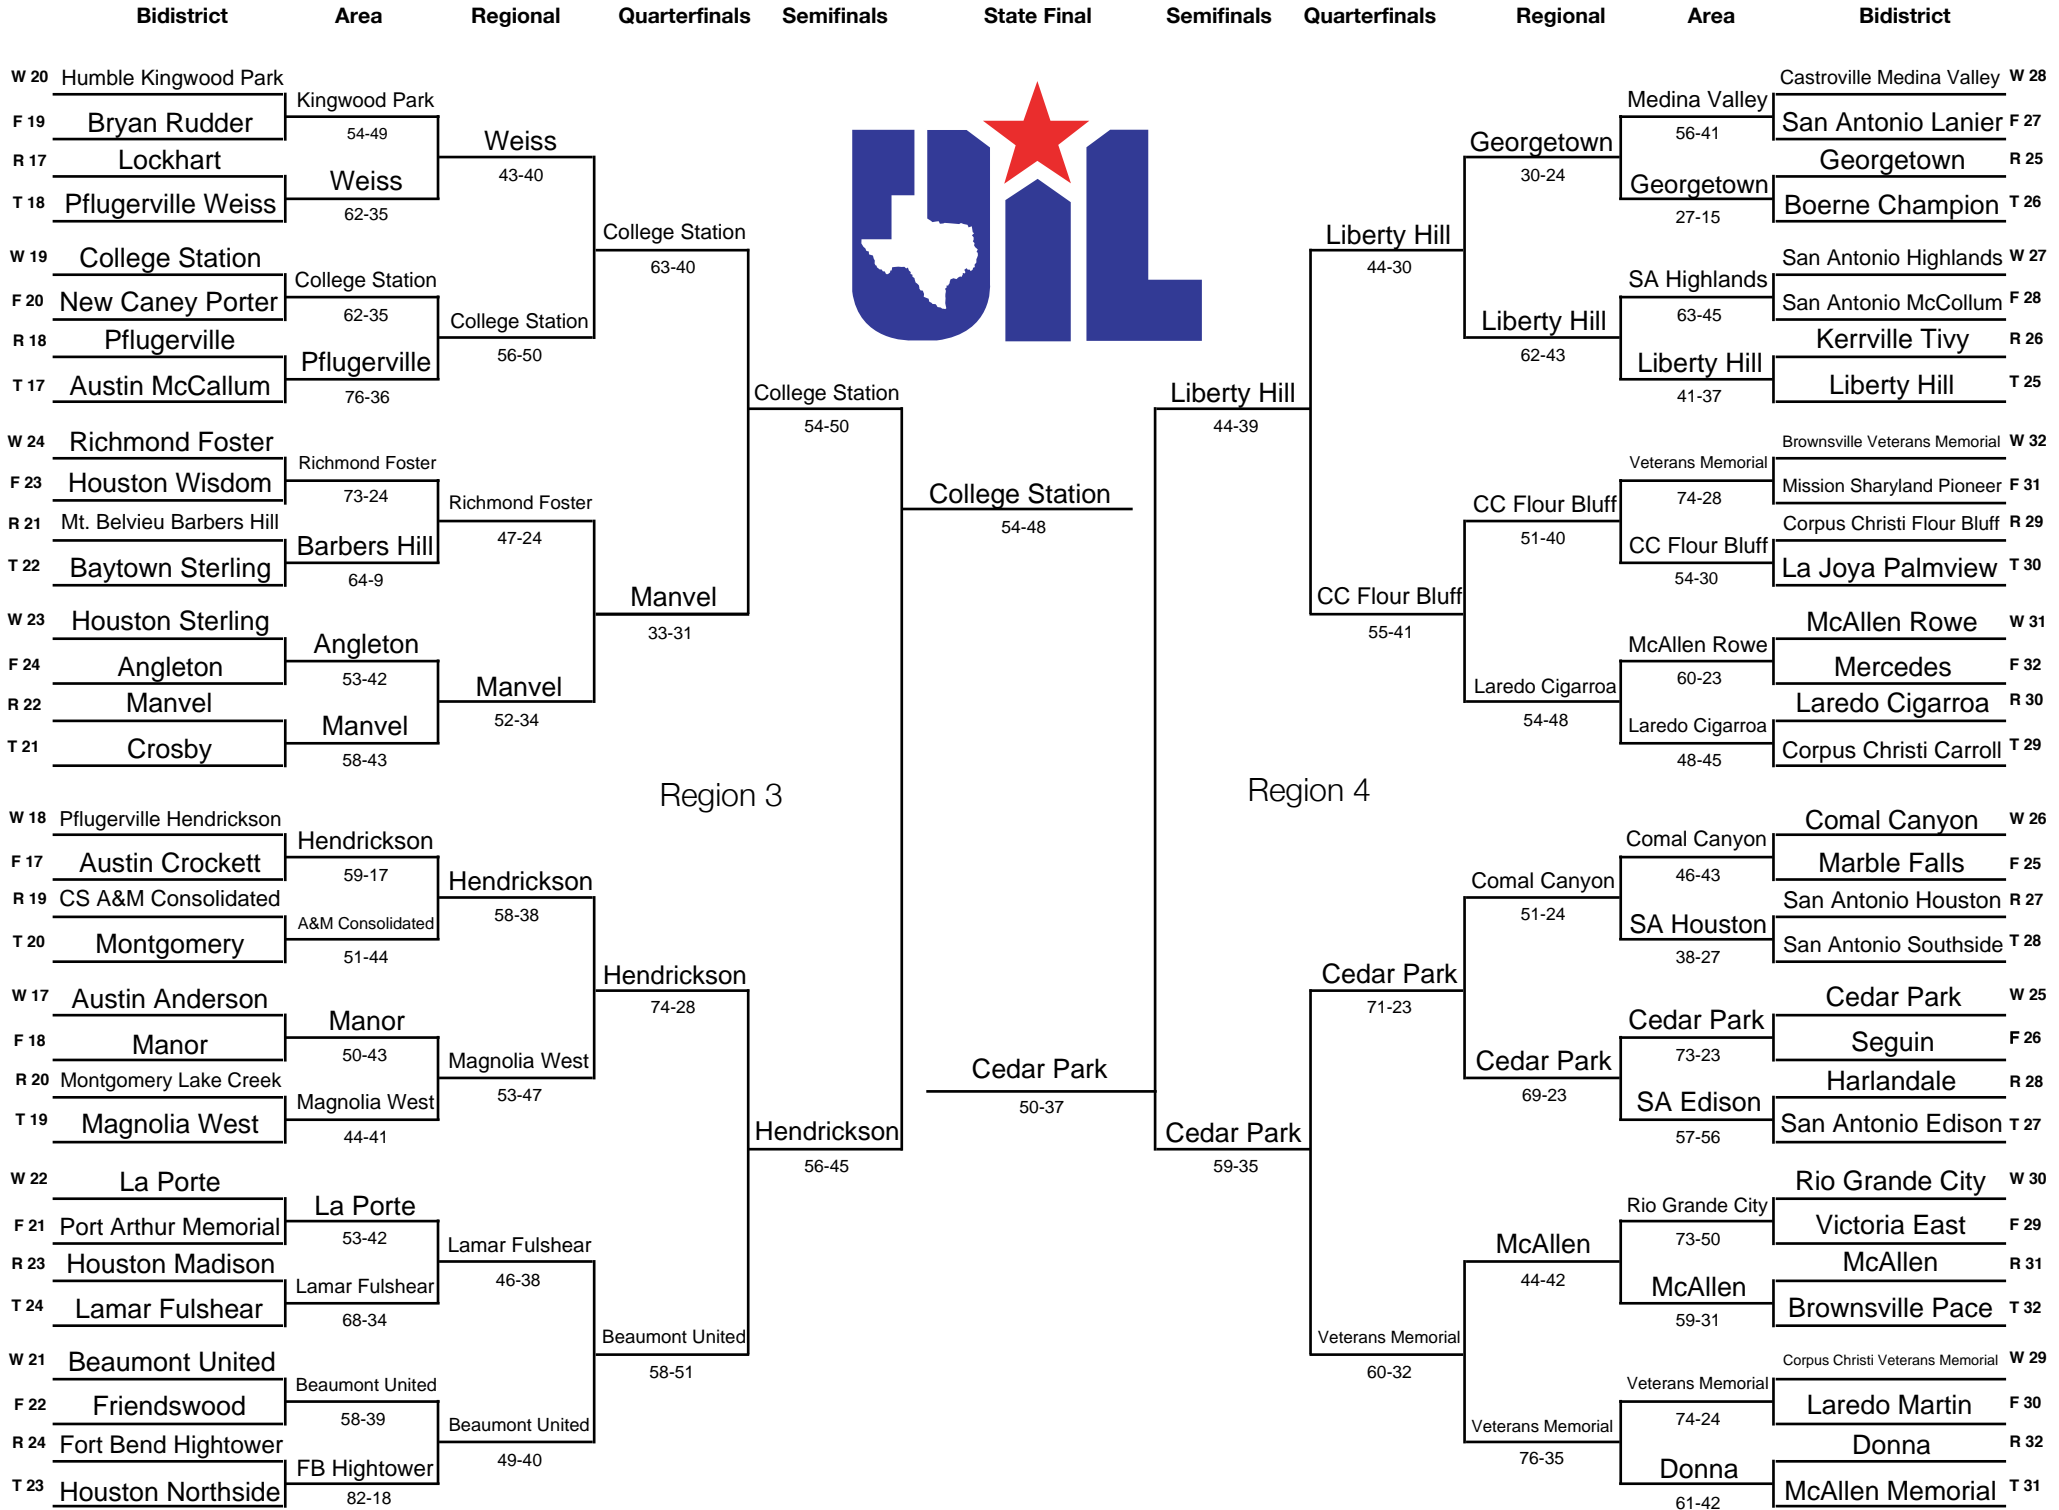 Bidistrict Area Regional Quarterfinals Semifinals State Final Semifinals Quarterfinals Regional Area Bidistrict
W 20 Humble Kingwood Park
Kingwood Park
F 19 Bryan Rudder
54-49
Weiss
43-40
R 17 Lockhart
Weiss
T 18 Pflugerville Weiss
62-35
College Station
63-40
W 19 College Station
College Station
F 20 New Caney Porter
62-35
College Station
56-50
R 18 Pflugerville
Pflugerville
T 17 Austin McCallum
76-36
College Station
54-50
W 24 Richmond Foster
Richmond Foster
F 23 Houston Wisdom
73-24
Richmond Foster
47-24
R 21 Mt. Belvieu Barbers Hill
Barbers Hill
T 22 Baytown Sterling
64-9
Manvel
33-31
W 23 Houston Sterling
Angleton
F 24 Angleton
53-42
Manvel
52-34
R 22 Manvel
Manvel
T 21 Crosby
58-43
Region 3
W 18 Pflugerville Hendrickson
Hendrickson
F 17 Austin Crockett
59-17
Hendrickson
58-38
R 19 CS A&M Consolidated
A&M Consolidated
T 20 Montgomery
51-44
Hendrickson
74-28
W 17 Austin Anderson
Manor
F 18 Manor
50-43
Magnolia West
53-47
R 20 Montgomery Lake Creek
Magnolia West
T 19 Magnolia West
44-41
Hendrickson
56-45
W 22 La Porte
La Porte
F 21 Port Arthur Memorial
53-42
Lamar Fulshear
46-38
R 23 Houston Madison
Lamar Fulshear
T 24 Lamar Fulshear
68-34
Beaumont United
58-51
W 21 Beaumont United
Beaumont United
F 22 Friendswood
58-39
Beaumont United
49-40
R 24 Fort Bend Hightower
FB Hightower
T 23 Houston Northside
82-18
UIL
College Station
54-48
Cedar Park
50-37
Castroville Medina Valley W 28
Medina Valley
San Antonio Lanier F 27
56-41
Georgetown
30-24
Georgetown R 25
Georgetown
Boerne Champion T 26
27-15
Liberty Hill
44-30
San Antonio Highlands W 27
SA Highlands
San Antonio McCollum F 28
63-45
Liberty Hill
62-43
Kerrville Tivy R 26
Liberty Hill
Liberty Hill T 25
41-37
Liberty Hill
44-39
Brownsville Veterans Memorial W 32
Veterans Memorial
Mission Sharyland Pioneer F 31
74-28
CC Flour Bluff
51-40
Corpus Christi Flour Bluff R 29
CC Flour Bluff
La Joya Palmview T 30
54-30
CC Flour Bluff
55-41
McAllen Rowe W 31
McAllen Rowe
Mercedes F 32
60-23
Laredo Cigarroa
54-48
Laredo Cigarroa R 30
Laredo Cigarroa
Corpus Christi Carroll T 29
48-45
Region 4
Comal Canyon W 26
Comal Canyon
Marble Falls F 25
46-43
Comal Canyon
51-24
San Antonio Houston R 27
SA Houston
San Antonio Southside T 28
38-27
Cedar Park
71-23
Cedar Park W 25
Cedar Park
Seguin F 26
73-23
Cedar Park
69-23
Harlandale R 28
SA Edison
San Antonio Edison T 27
57-56
Cedar Park
59-35
Rio Grande City W 30
Rio Grande City
Victoria East F 29
73-50
McAllen
44-42
McAllen R 31
McAllen
Brownsville Pace T 32
59-31
Veterans Memorial
60-32
Corpus Christi Veterans Memorial W 29
Veterans Memorial
Laredo Martin F 30
74-24
Veterans Memorial
76-35
Donna R 32
Donna
McAllen Memorial T 31
61-42